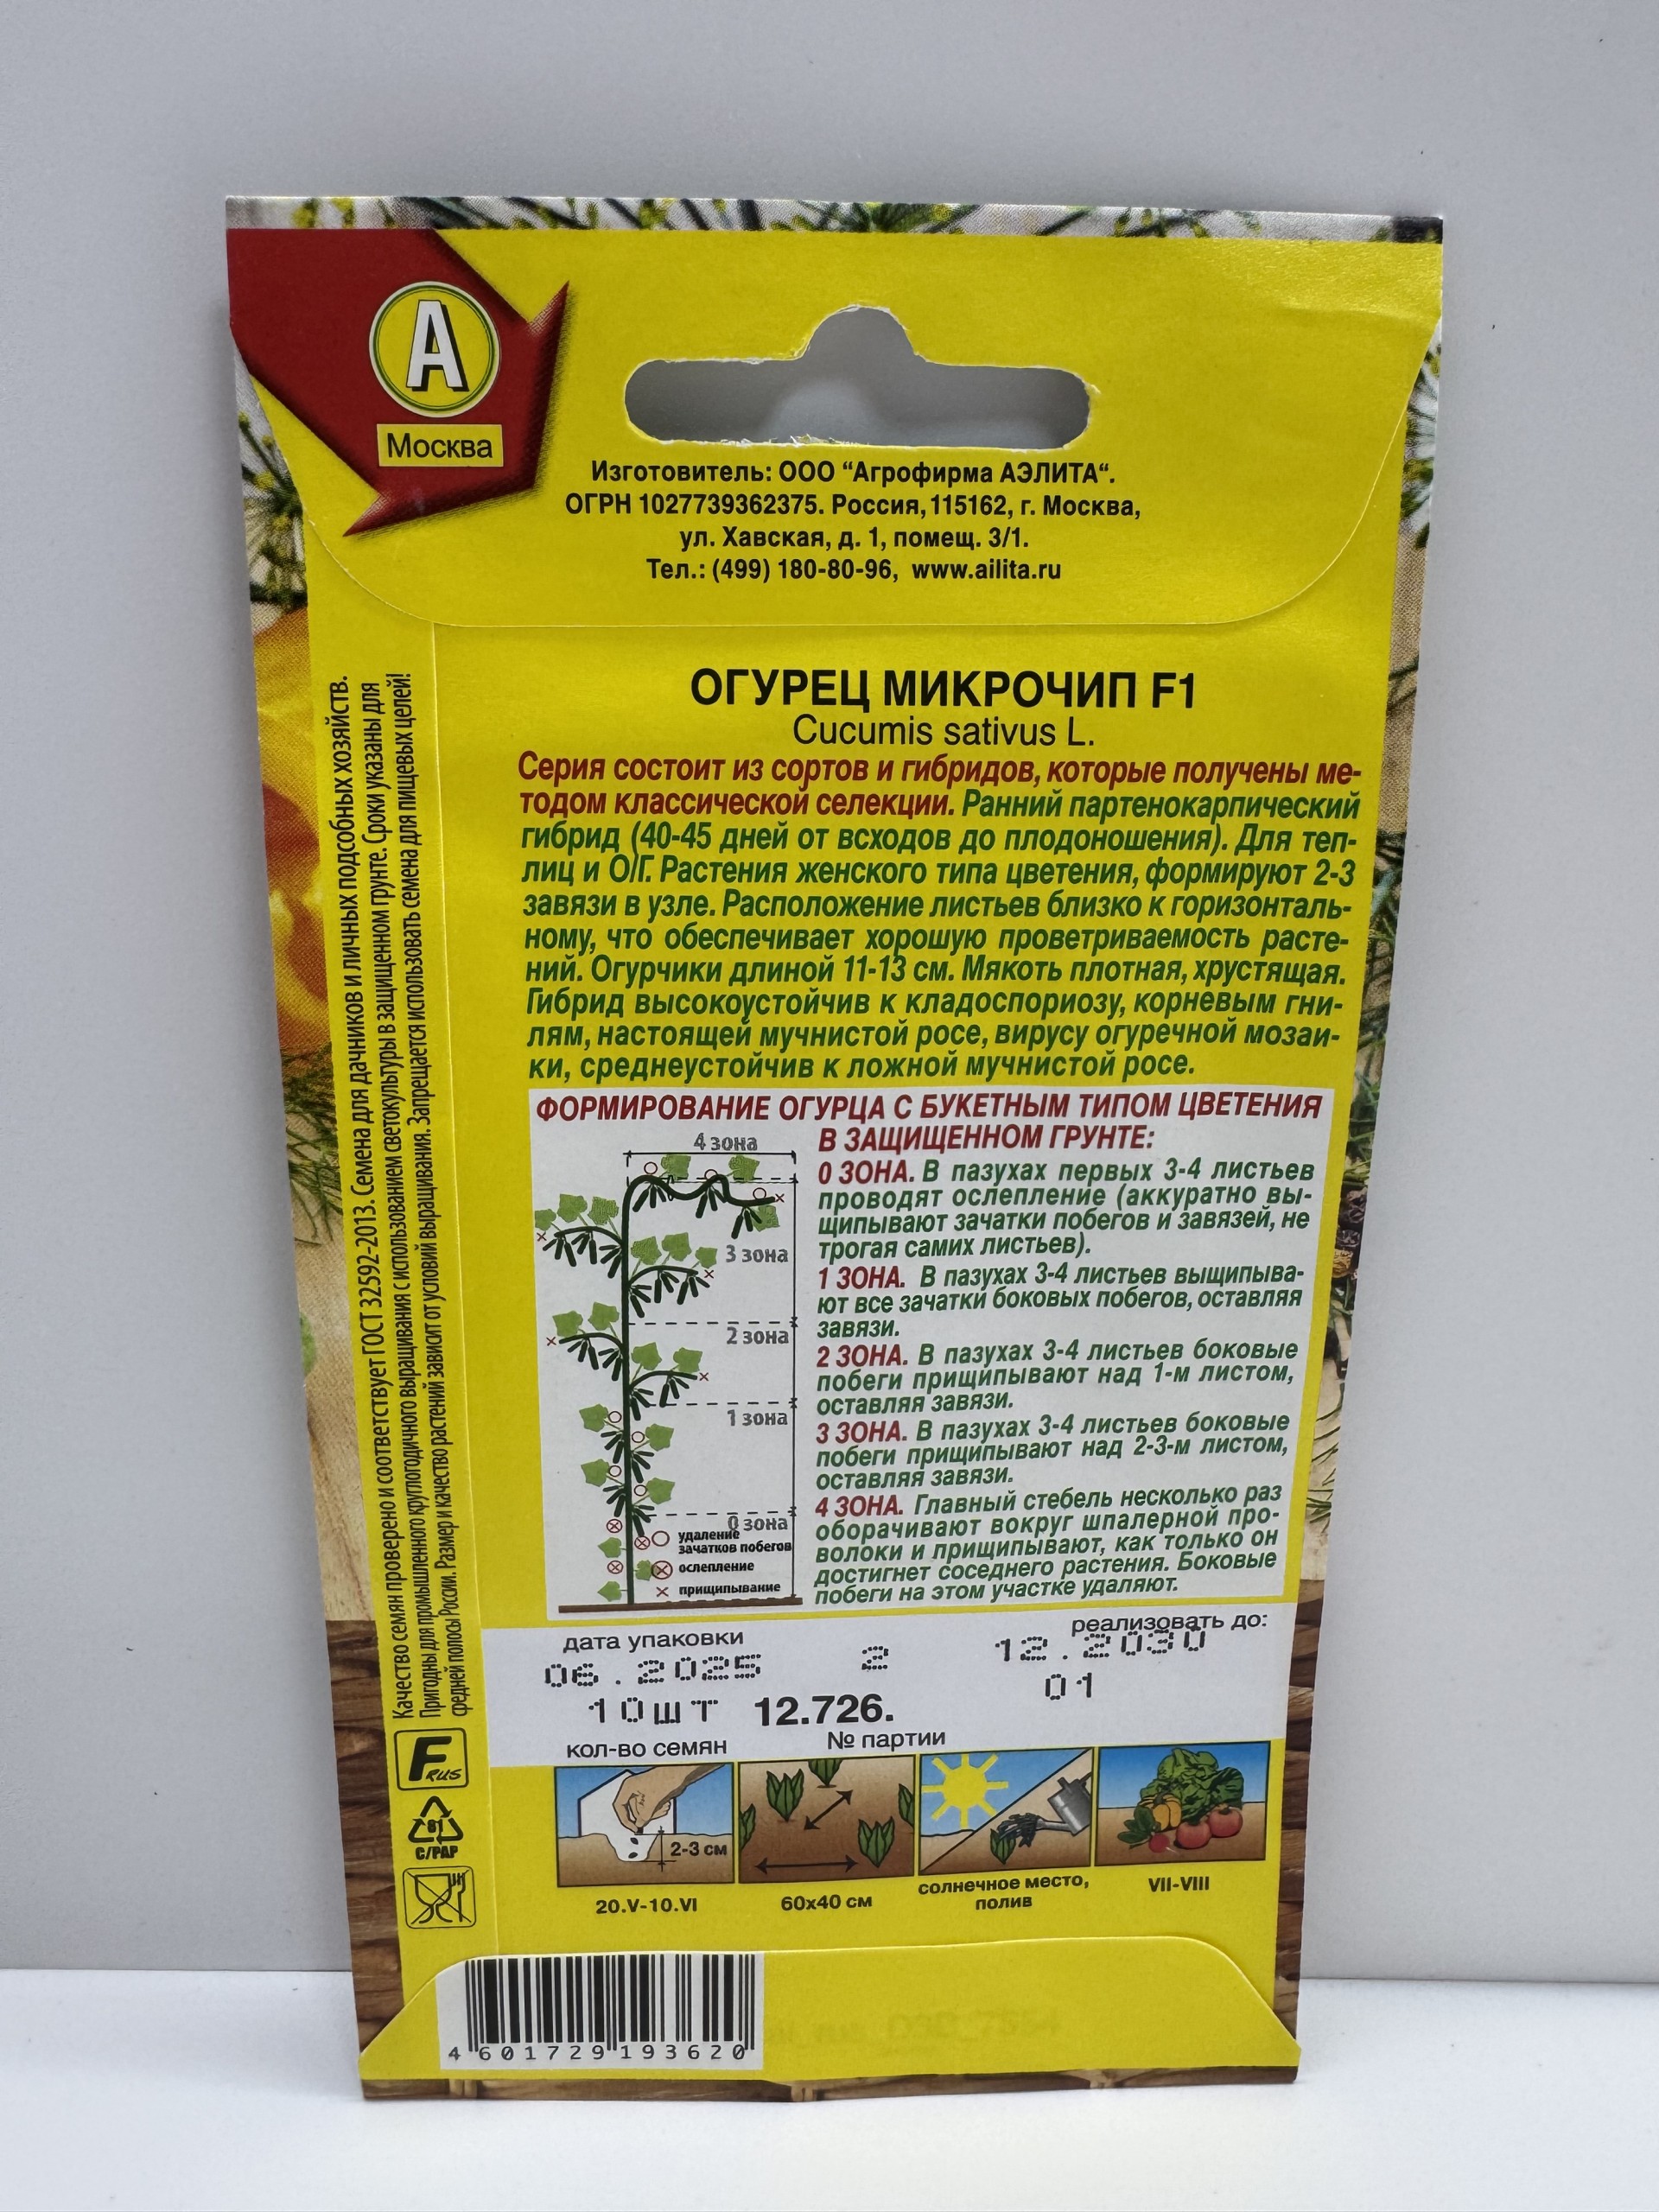 А
Москва
Изготовитель: ООО “Агрофирма АЭЛИТА“.
ОГРН 1027739362375. Россия, 115162, г. Москва,
ул. Хавская, д. 1, помещ. 3/1.
Тел.: (499) 180-80-96, www.ailita.ru
ОГУРЕЦ МИКРОЧИП F1
Cucumis sativus L.
Серия состоит из сортов и гибридов, которые получены ме-
тодом классической селекции. Ранний партенокарпический
гибрид (40-45 дней от всходов до плодоношения). Для теп-
лиц и О/Г. Растения женского типа цветения, формируют 2-3
завязи в узле. Расположение листьев близко к горизонталь-
ному, что обеспечивает хорошую проветриваемость расте-
ний. Огурчики длиной 11-13 см. Мякоть плотная, хрустящая.
Гибрид высокоустойчив к кладоспориозу, корневым гни-
лям, настоящей мучнистой росе, вирусу огуречной мозаи-
ки, среднеустойчив к ложной мучнистой росе.
ФОРМИРОВАНИЕ ОГУРЦА С БУКЕТНЫМ ТИПОМ ЦВЕТЕНИЯ
В ЗАЩИЩЕННОМ ГРУНТЕ:
0 ЗОНА. В пазухах первых 3-4 листьев
проводят ослепление (аккуратно вы-
щипывают зачатки побегов и завязей, не
трогая самих листьев).
1 ЗОНА. В пазухах 3-4 листьев выщипыва-
ют все зачатки боковых побегов, оставляя
завязи.
2 ЗОНА. В пазухах 3-4 листьев боковые
побеги прищипывают над 1-м листом,
оставляя завязи.
3 ЗОНА. В пазухах 3-4 листьев боковые
побеги прищипывают над 2-3-м листом,
оставляя завязи.
4 ЗОНА. Главный стебель несколько раз
оборачивают вокруг шпалерной про-
волоки и прищипывают, как только он
достигнет соседнего растения. Боковые
побеги на этом участке удаляют.
4 зона
3 зона
2 зона
1 зона
0 зона
удаление
зачатков побегов
ослепление
прищипывание
дата упаковки
реализовать до:
06.2025 2 12.2030
01
10шт 12.726.
кол-во семян
№ партии
2-3 см
20.V-10.VI
60х40 см
солнечное место,
полив
VII-VIII
Качество семян проверено и соответствует ГОСТ 32592-2013. Семена для дачников и личных подсобных хозяйств.
Пригодны для промышленного круглогодичного выращивания с использованием светокультуры в защищенном грунте. Сроки указаны для
средней полосы России. Размер и качество растений зависит от условий выращивания. Запрещается использовать семена для пищевых целей!
F RUS
81
C/PAP
4 601729 193620